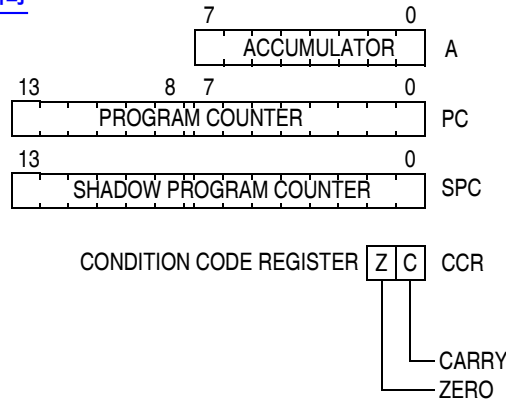 7 0
ACCUMULATOR A
13 8 7 0
PROGRAM COUNTER PC
13 0
SHADOW PROGRAM COUNTER SPC
CONDITION CODE REGISTER Z C CCR
CARRY
ZERO